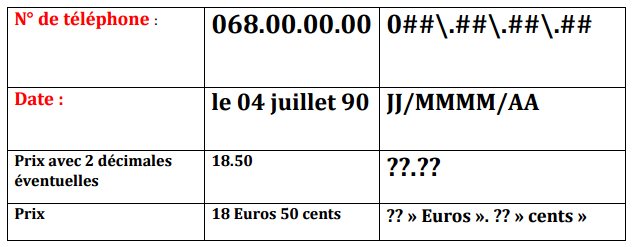 N° de téléphone :
068.00.00.00
0##\.##\.##\.##
Date :
le 04 juillet 90
JJ/MMMM/AA
Prix avec 2 décimales
éventuelles
18.50
??.??
Prix
18 Euros 50 cents
?? » Euros ». ?? » cents »